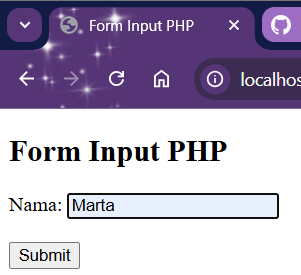 Form Input PHP
localhos
Form Input PHP
Nama: Marta
Submit